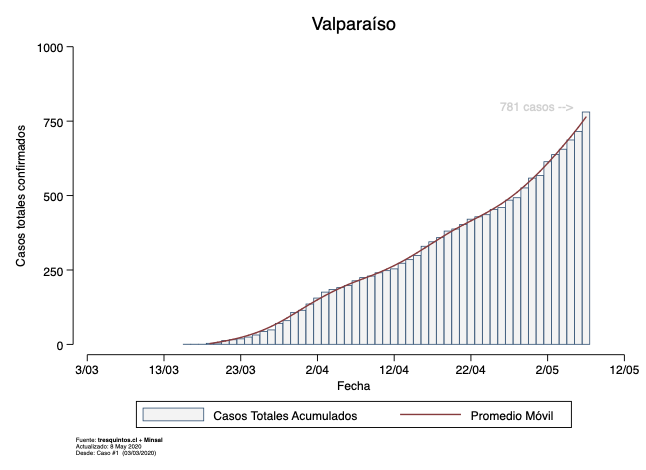 Valparaíso
1000
750
500
250
0
Casos totales confirmados
781 casos -->
3/03 13/03 23/03 2/04 12/04 22/04 2/05 12/05
Fecha
Casos Totales Acumulados Promedio Móvil
Fuente: tresquintos.cl + Minsal
Actualizado: 8 May 2020
Desde: Caso #1 (03/03/2020)